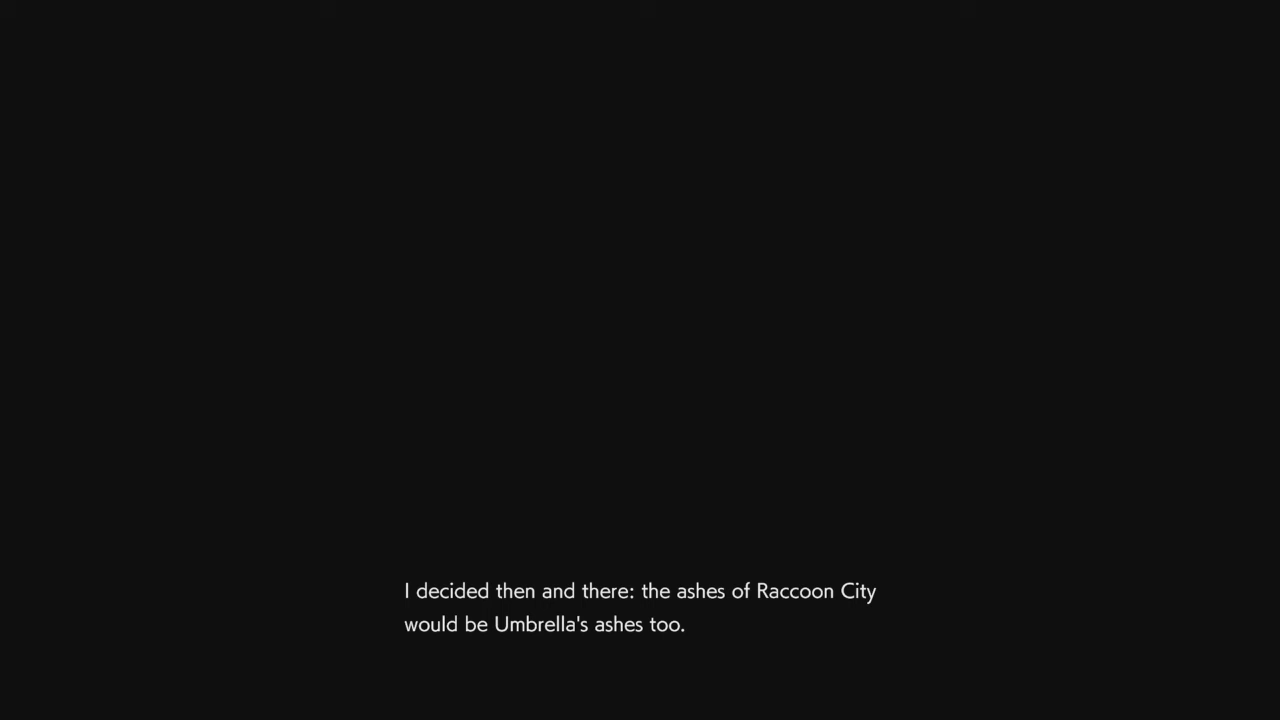 I decided then and there: the ashes of Raccoon City
would be Umbrella's ashes too.